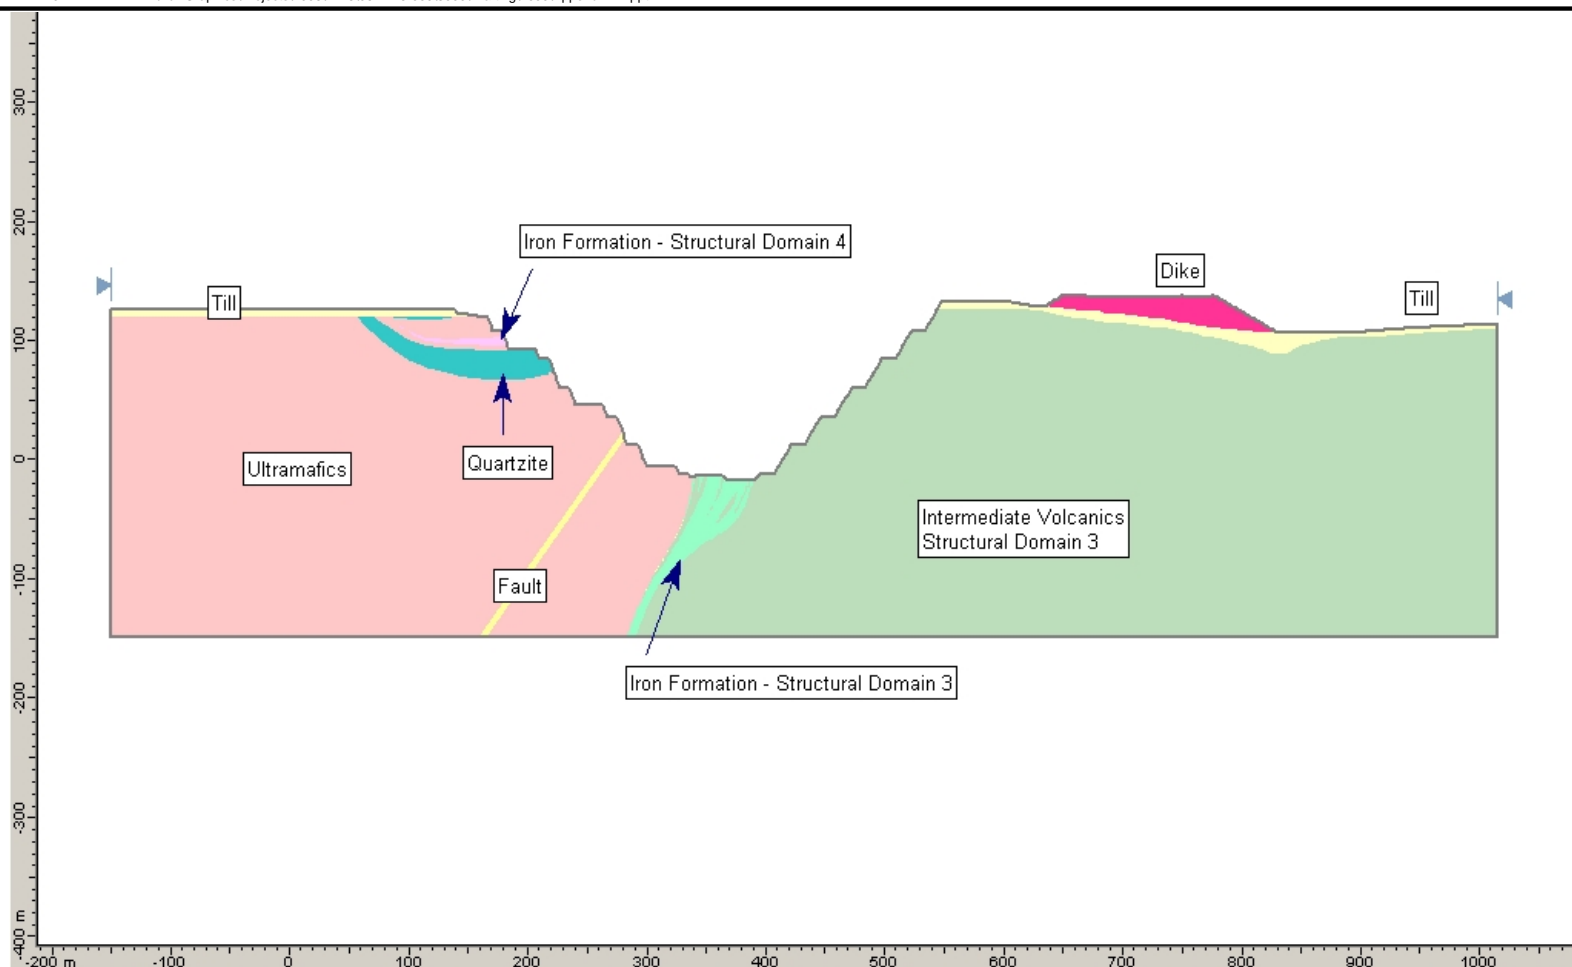 Iron Formation - Structural Domain 4
Dike
Till
Till
Ultramafics
Quartzite
Intermediate Volcanics
Structural Domain 3
Fault
Iron Formation - Structural Domain 3
300
200
100
0
-100
-200
-300
-400 m
-200 m
-100
0
100
200
300
400
500
600
700
800
900
1000